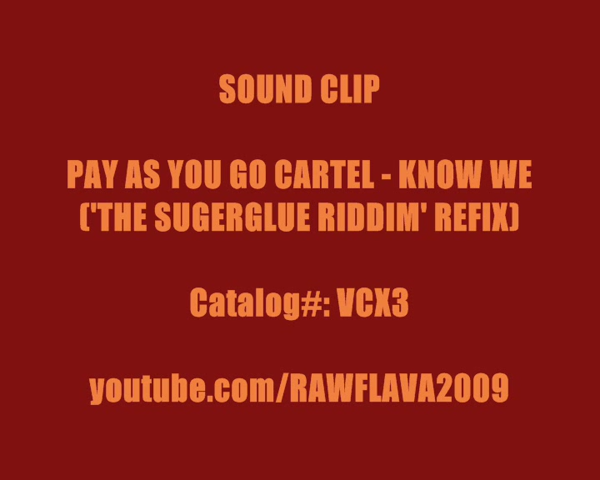 SOUND CLIP
PAY AS YOU GO CARTEL - KNOW WE
('THE SUGERGLUE RIDDIM' REFIX)
Catalog#: VCX3
youtube.com/RAWFLAVA2009